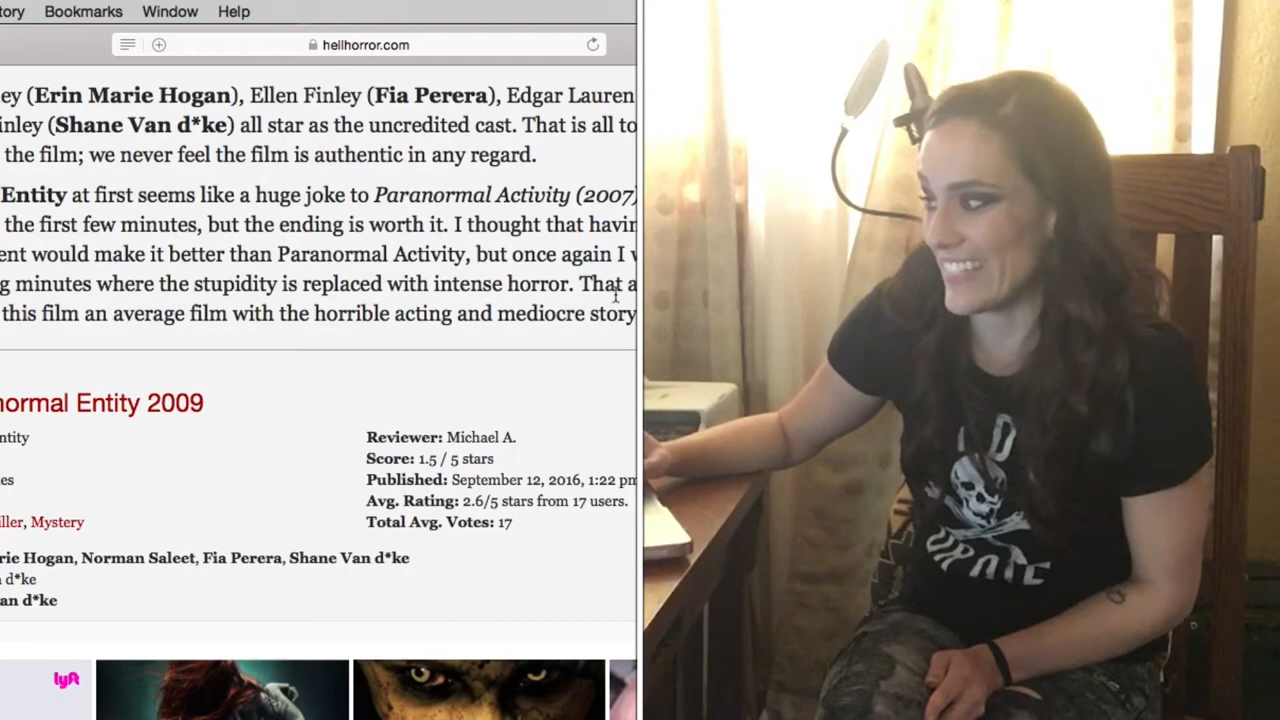 tory Bookmarks Window Help
hellhorror.com
ey (Erin Marie Hogan), Ellen Finley (Fia Perera), Edgar Lauren
inley (Shane Van d*ke) all star as the uncredited cast. That is all to
the film; we never feel the film is authentic in any regard.
Entity at first seems like a huge joke to Paranormal Activity (2007)
the first few minutes, but the ending is worth it. I thought that havin
ent would make it better than Paranormal Activity, but once again I w
g minutes where the stupidity is replaced with intense horror. That a
this film an average film with the horrible acting and mediocre story
normal Entity 2009
ntity
Reviewer: Michael A.
Score: 1.5 / 5 stars
es
Published: September 12, 2016, 1:22 pm
Avg. Rating: 2.6/5 stars from 17 users.
iller, Mystery
Total Avg. Votes: 17
rie Hogan, Norman Saleet, Fia Perera, Shane Van d*ke
n d*ke
an d*ke
lyft